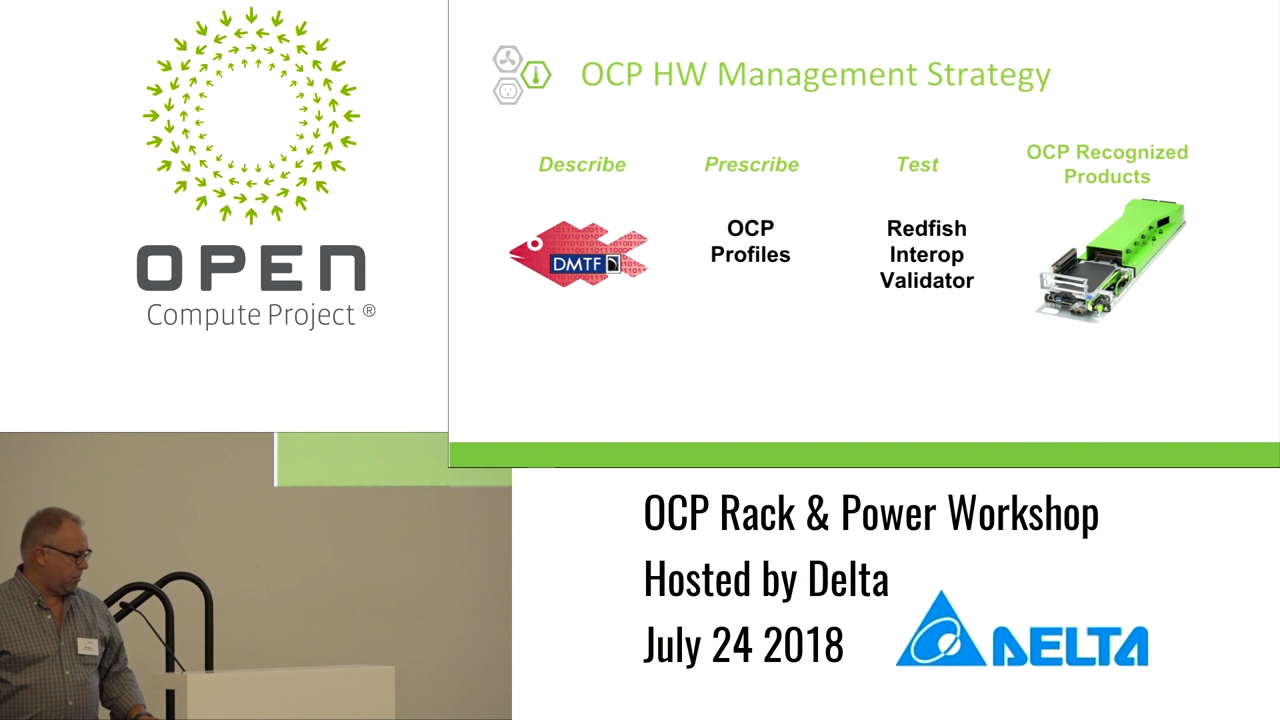 OPEN
Compute Project ®
OCP HW Management Strategy
Describe
Prescribe
Test
OCP Recognized
Products
DMTF
OCP
Profiles
Redfish
Interop
Validator
OCP Rack & Power Workshop
Hosted by Delta
July 24 2018
DELTA